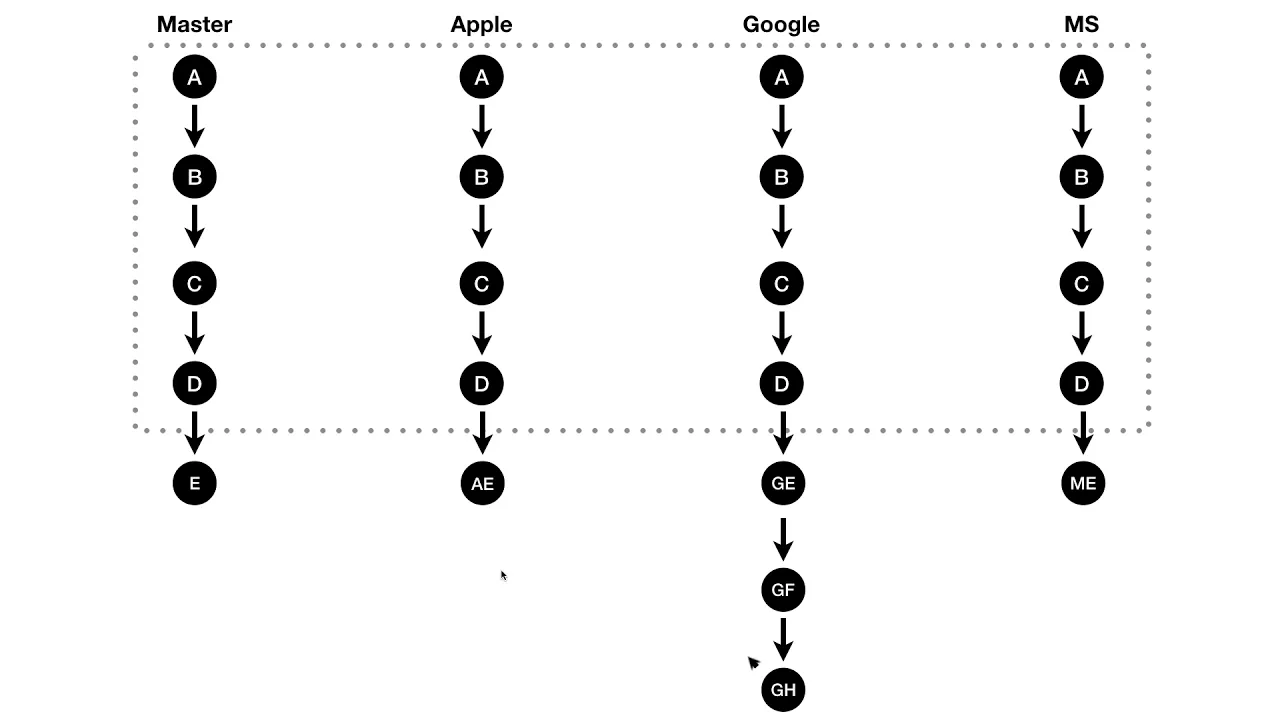 Master Apple Google MS
A A A A
B B B B
C C C C
D D D D
E AE GE ME
GF
GH